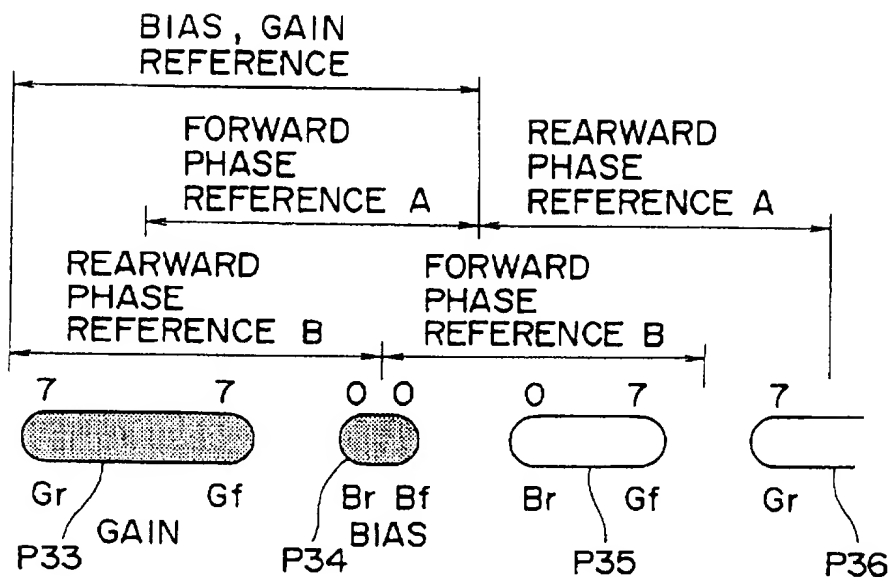 BIAS, GAIN
REFERENCE
FORWARD
PHASE
REFERENCE A
REARWARD
PHASE
REFERENCE A
REARWARD
PHASE
REFERENCE B
FORWARD
PHASE
REFERENCE B
7 7 0 0 0 7 7
Gr Gf Br Bf Br Gf Gr
GAIN BIAS
P33 P34 P35 P36